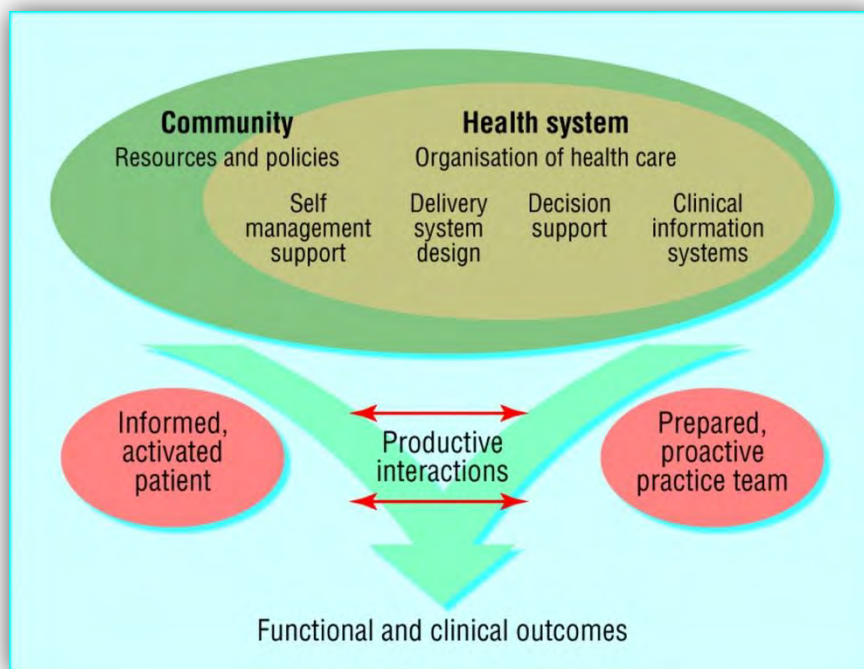 Community
Resources and policies
Health system
Organisation of health care
Self
management
support
Delivery
system
design
Decision
support
Clinical
information
systems
Informed,
activated
patient
Productive
interactions
Prepared,
proactive
practice team
Functional and clinical outcomes